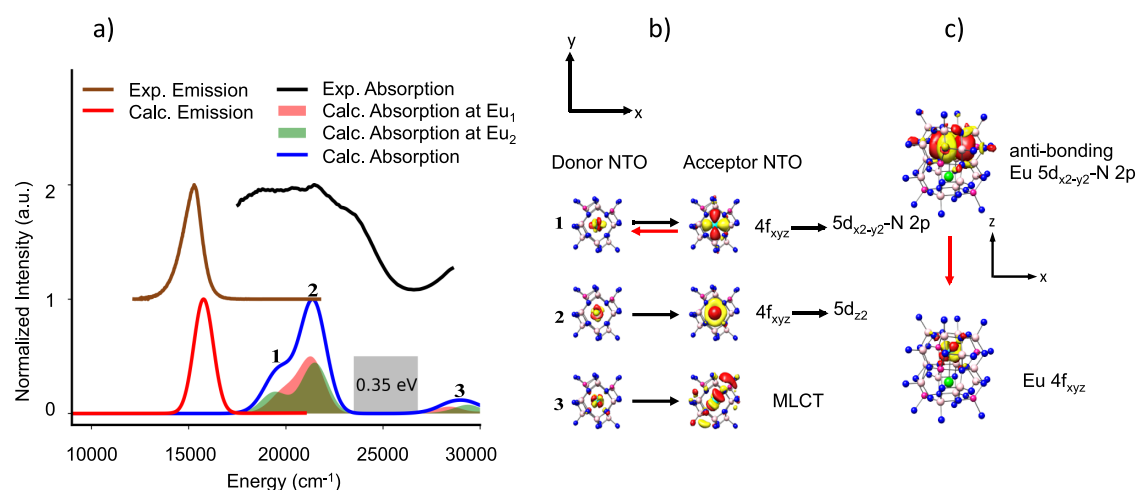 a)
b)
c)
Exp. Emission
Calc. Emission
Exp. Absorption
Calc. Absorption at Eu1
Calc. Absorption at Eu2
Calc. Absorption
Normalized Intensity (a.u.)
2
1
0
1
2
3
0.35 eV
10000 15000 20000 25000 30000
Energy (cm-1)
y
x
Donor NTO Acceptor NTO
1 4fxyz 5dx2-y2-N 2p
2 4fxyz 5dz2
3 MLCT
anti-bonding
Eu 5dx2-y2-N 2p
z
x
Eu 4fxyz